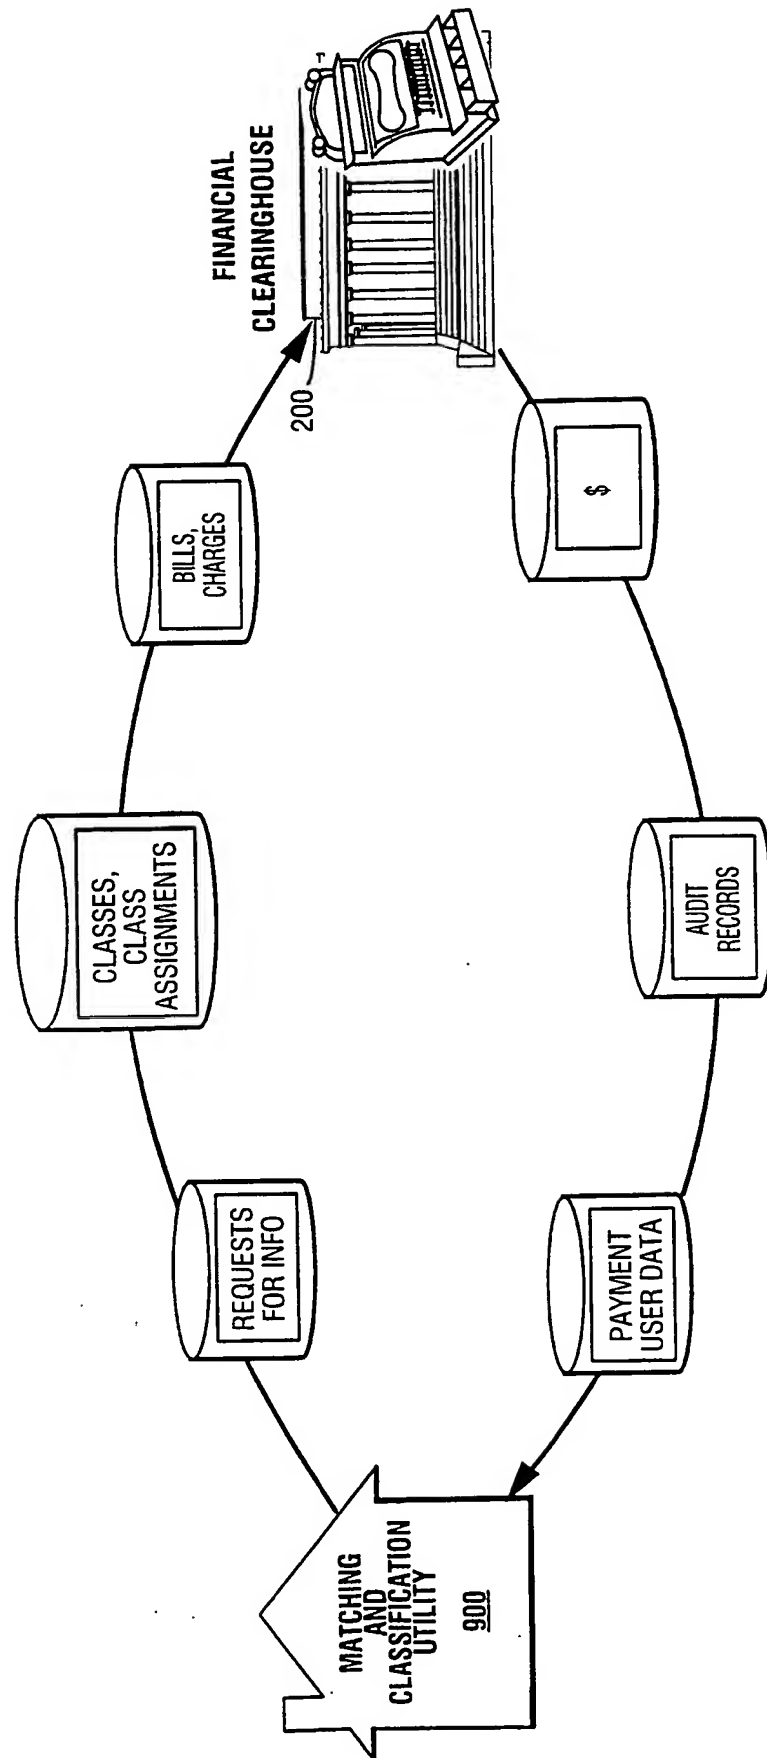 MATCHING
AND
CLASSIFICATION
UTILITY
900
REQUESTS
FOR INFO
CLASSES,
CLASS
ASSIGNMENTS
BILLS,
CHARGES
200
FINANCIAL
CLEARINGHOUSE
$
AUDIT
RECORDS
PAYMENT
USER DATA